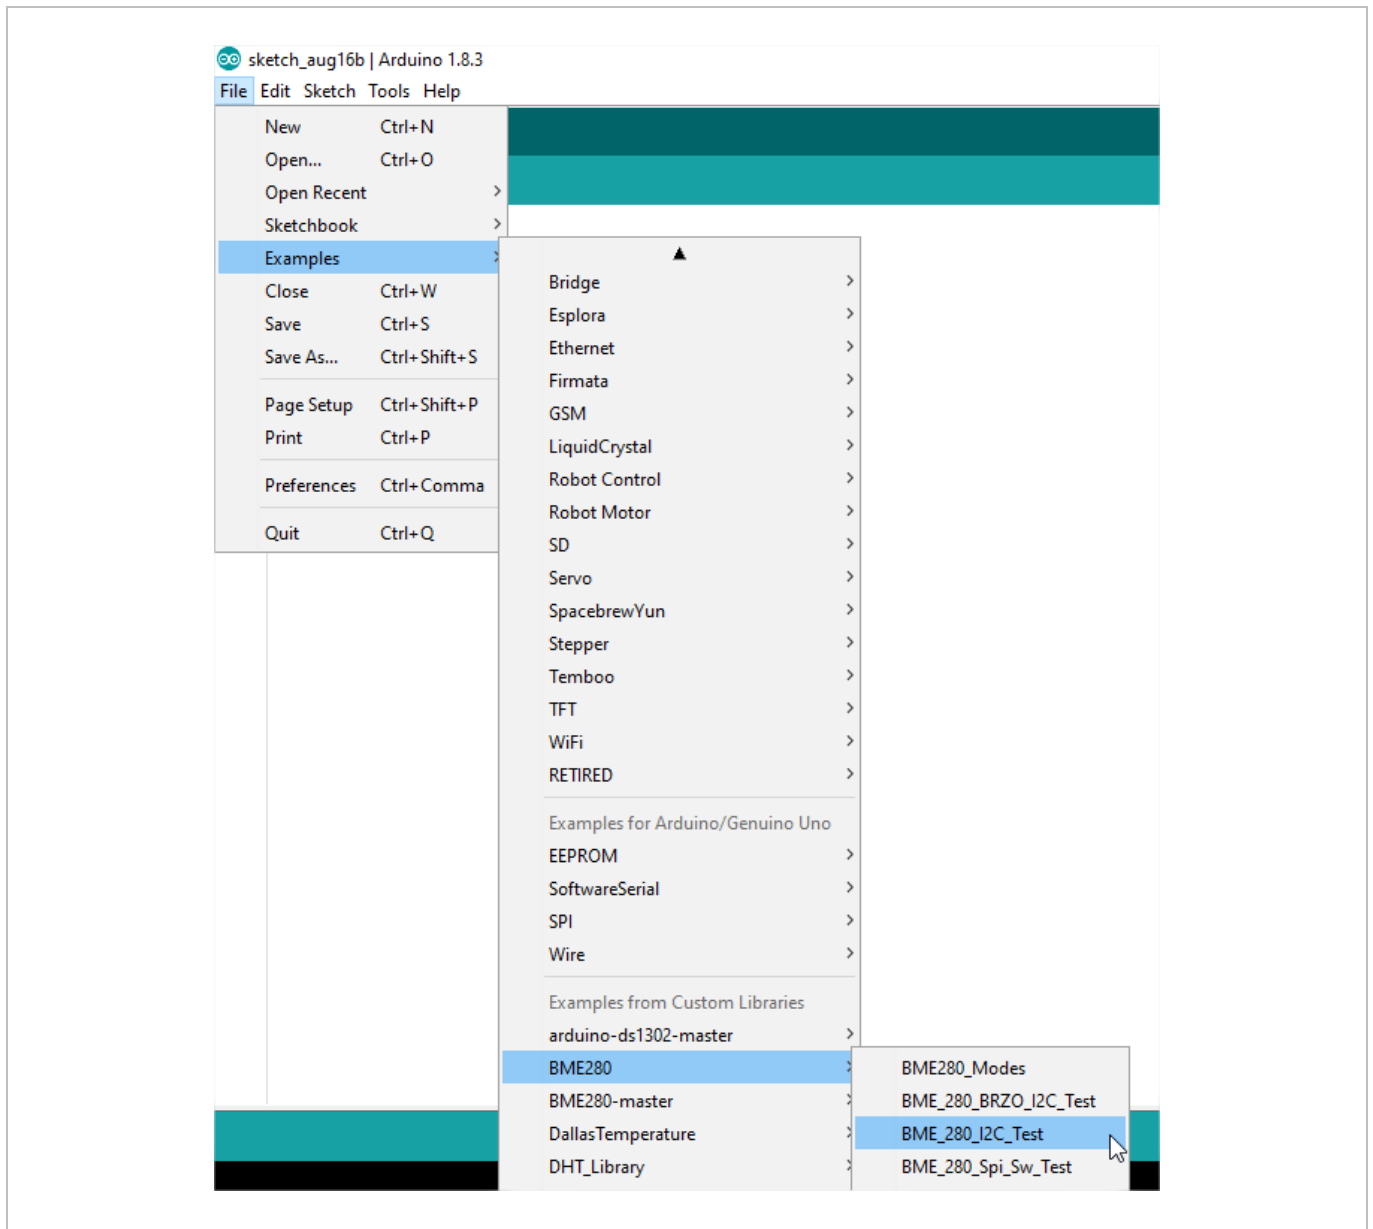 sketch_aug16b | Arduino 1.8.3
File Edit Sketch Tools Help
New Ctrl+N
Open... Ctrl+O
Open Recent
Sketchbook
Examples
Close Ctrl+W
Save Ctrl+S
Save As... Ctrl+Shift+S
Page Setup Ctrl+Shift+P
Print Ctrl+P
Preferences Ctrl+Comma
Quit Ctrl+Q
Bridge
Esplora
Ethernet
Firmata
GSM
LiquidCrystal
Robot Control
Robot Motor
SD
Servo
SpacebrewYun
Stepper
Temboo
TFT
WiFi
RETIRED
Examples for Arduino/Genuino Uno
EEPROM
SoftwareSerial
SPI
Wire
Examples from Custom Libraries
arduino-ds1302-master
BME280
BME280-master
DallasTemperature
DHT_Library
BME280_Modes
BME_280_BRZO_I2C_Test
BME_280_I2C_Test
BME_280_Spi_Sw_Test